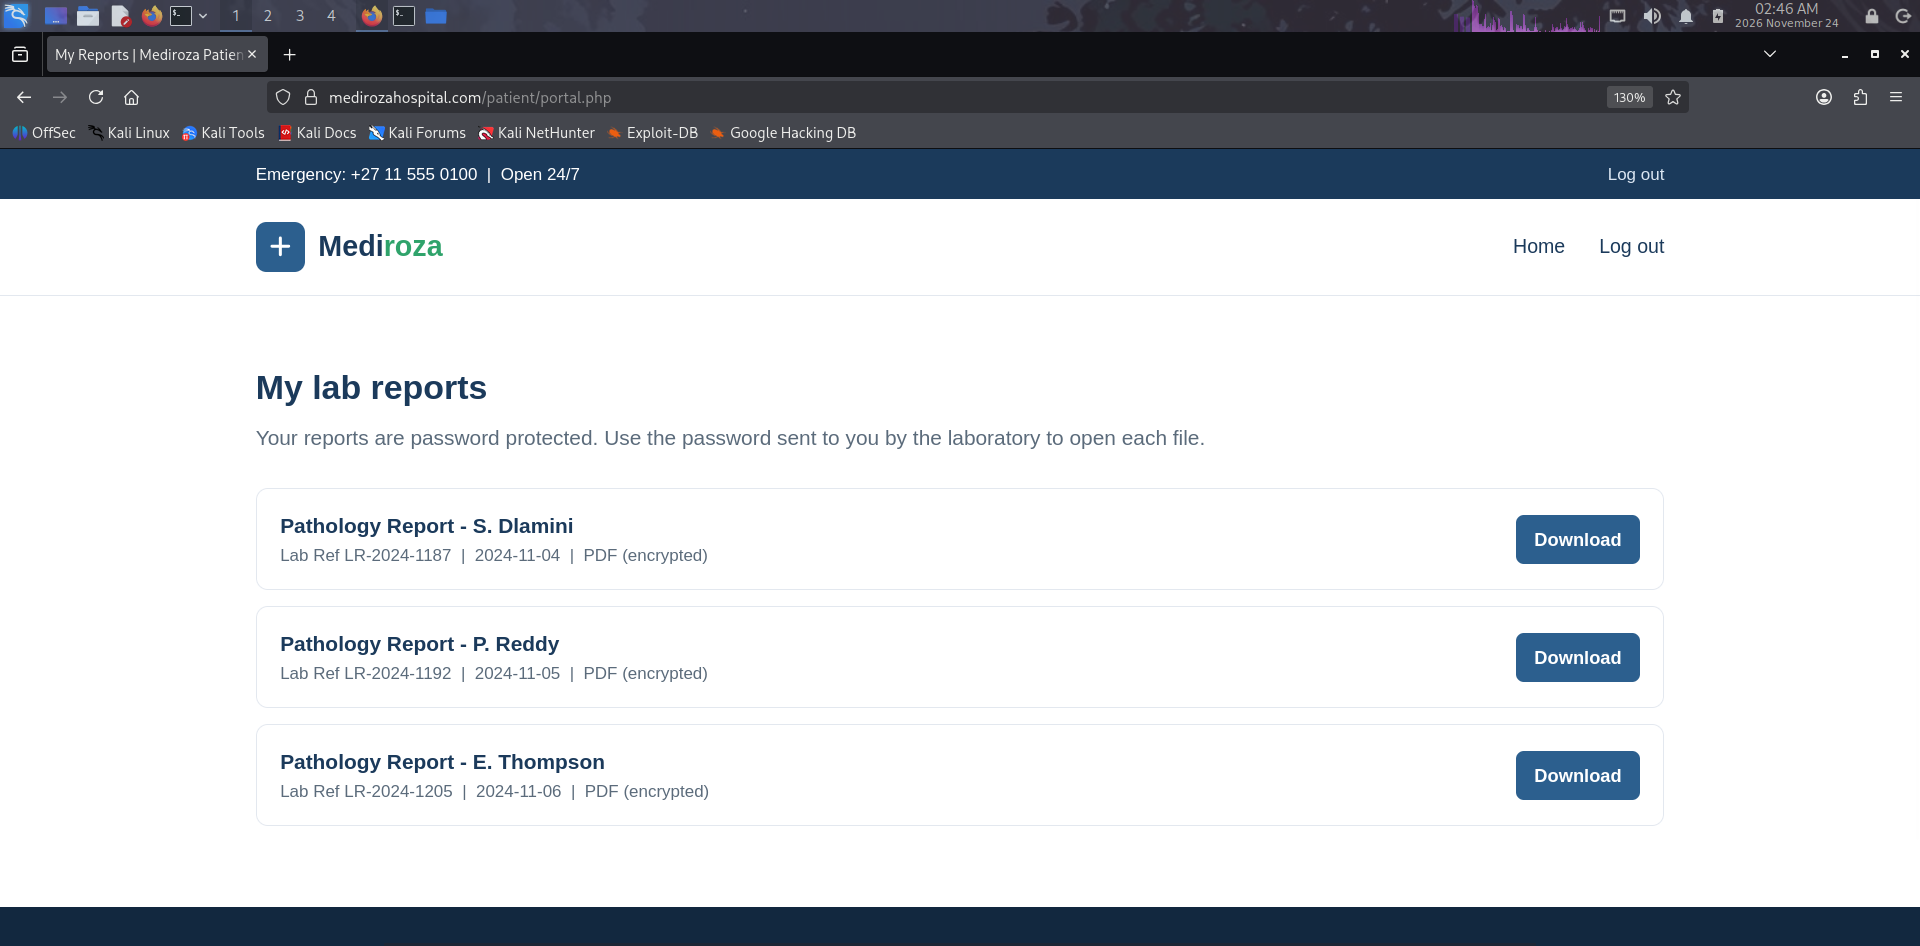 1 2 3 4
02:46 AM
2026 November 24
My Reports | Mediroza Patien
medirozahospital.com/patient/portal.php
130%
OffSec Kali Linux Kali Tools Kali Docs Kali Forums Kali NetHunter Exploit-DB Google Hacking DB
Emergency: +27 11 555 0100 | Open 24/7
Log out
Mediroza
Home Log out
My lab reports
Your reports are password protected. Use the password sent to you by the laboratory to open each file.
Pathology Report - S. Dlamini
Lab Ref LR-2024-1187 | 2024-11-04 | PDF (encrypted)
Download
Pathology Report - P. Reddy
Lab Ref LR-2024-1192 | 2024-11-05 | PDF (encrypted)
Download
Pathology Report - E. Thompson
Lab Ref LR-2024-1205 | 2024-11-06 | PDF (encrypted)
Download